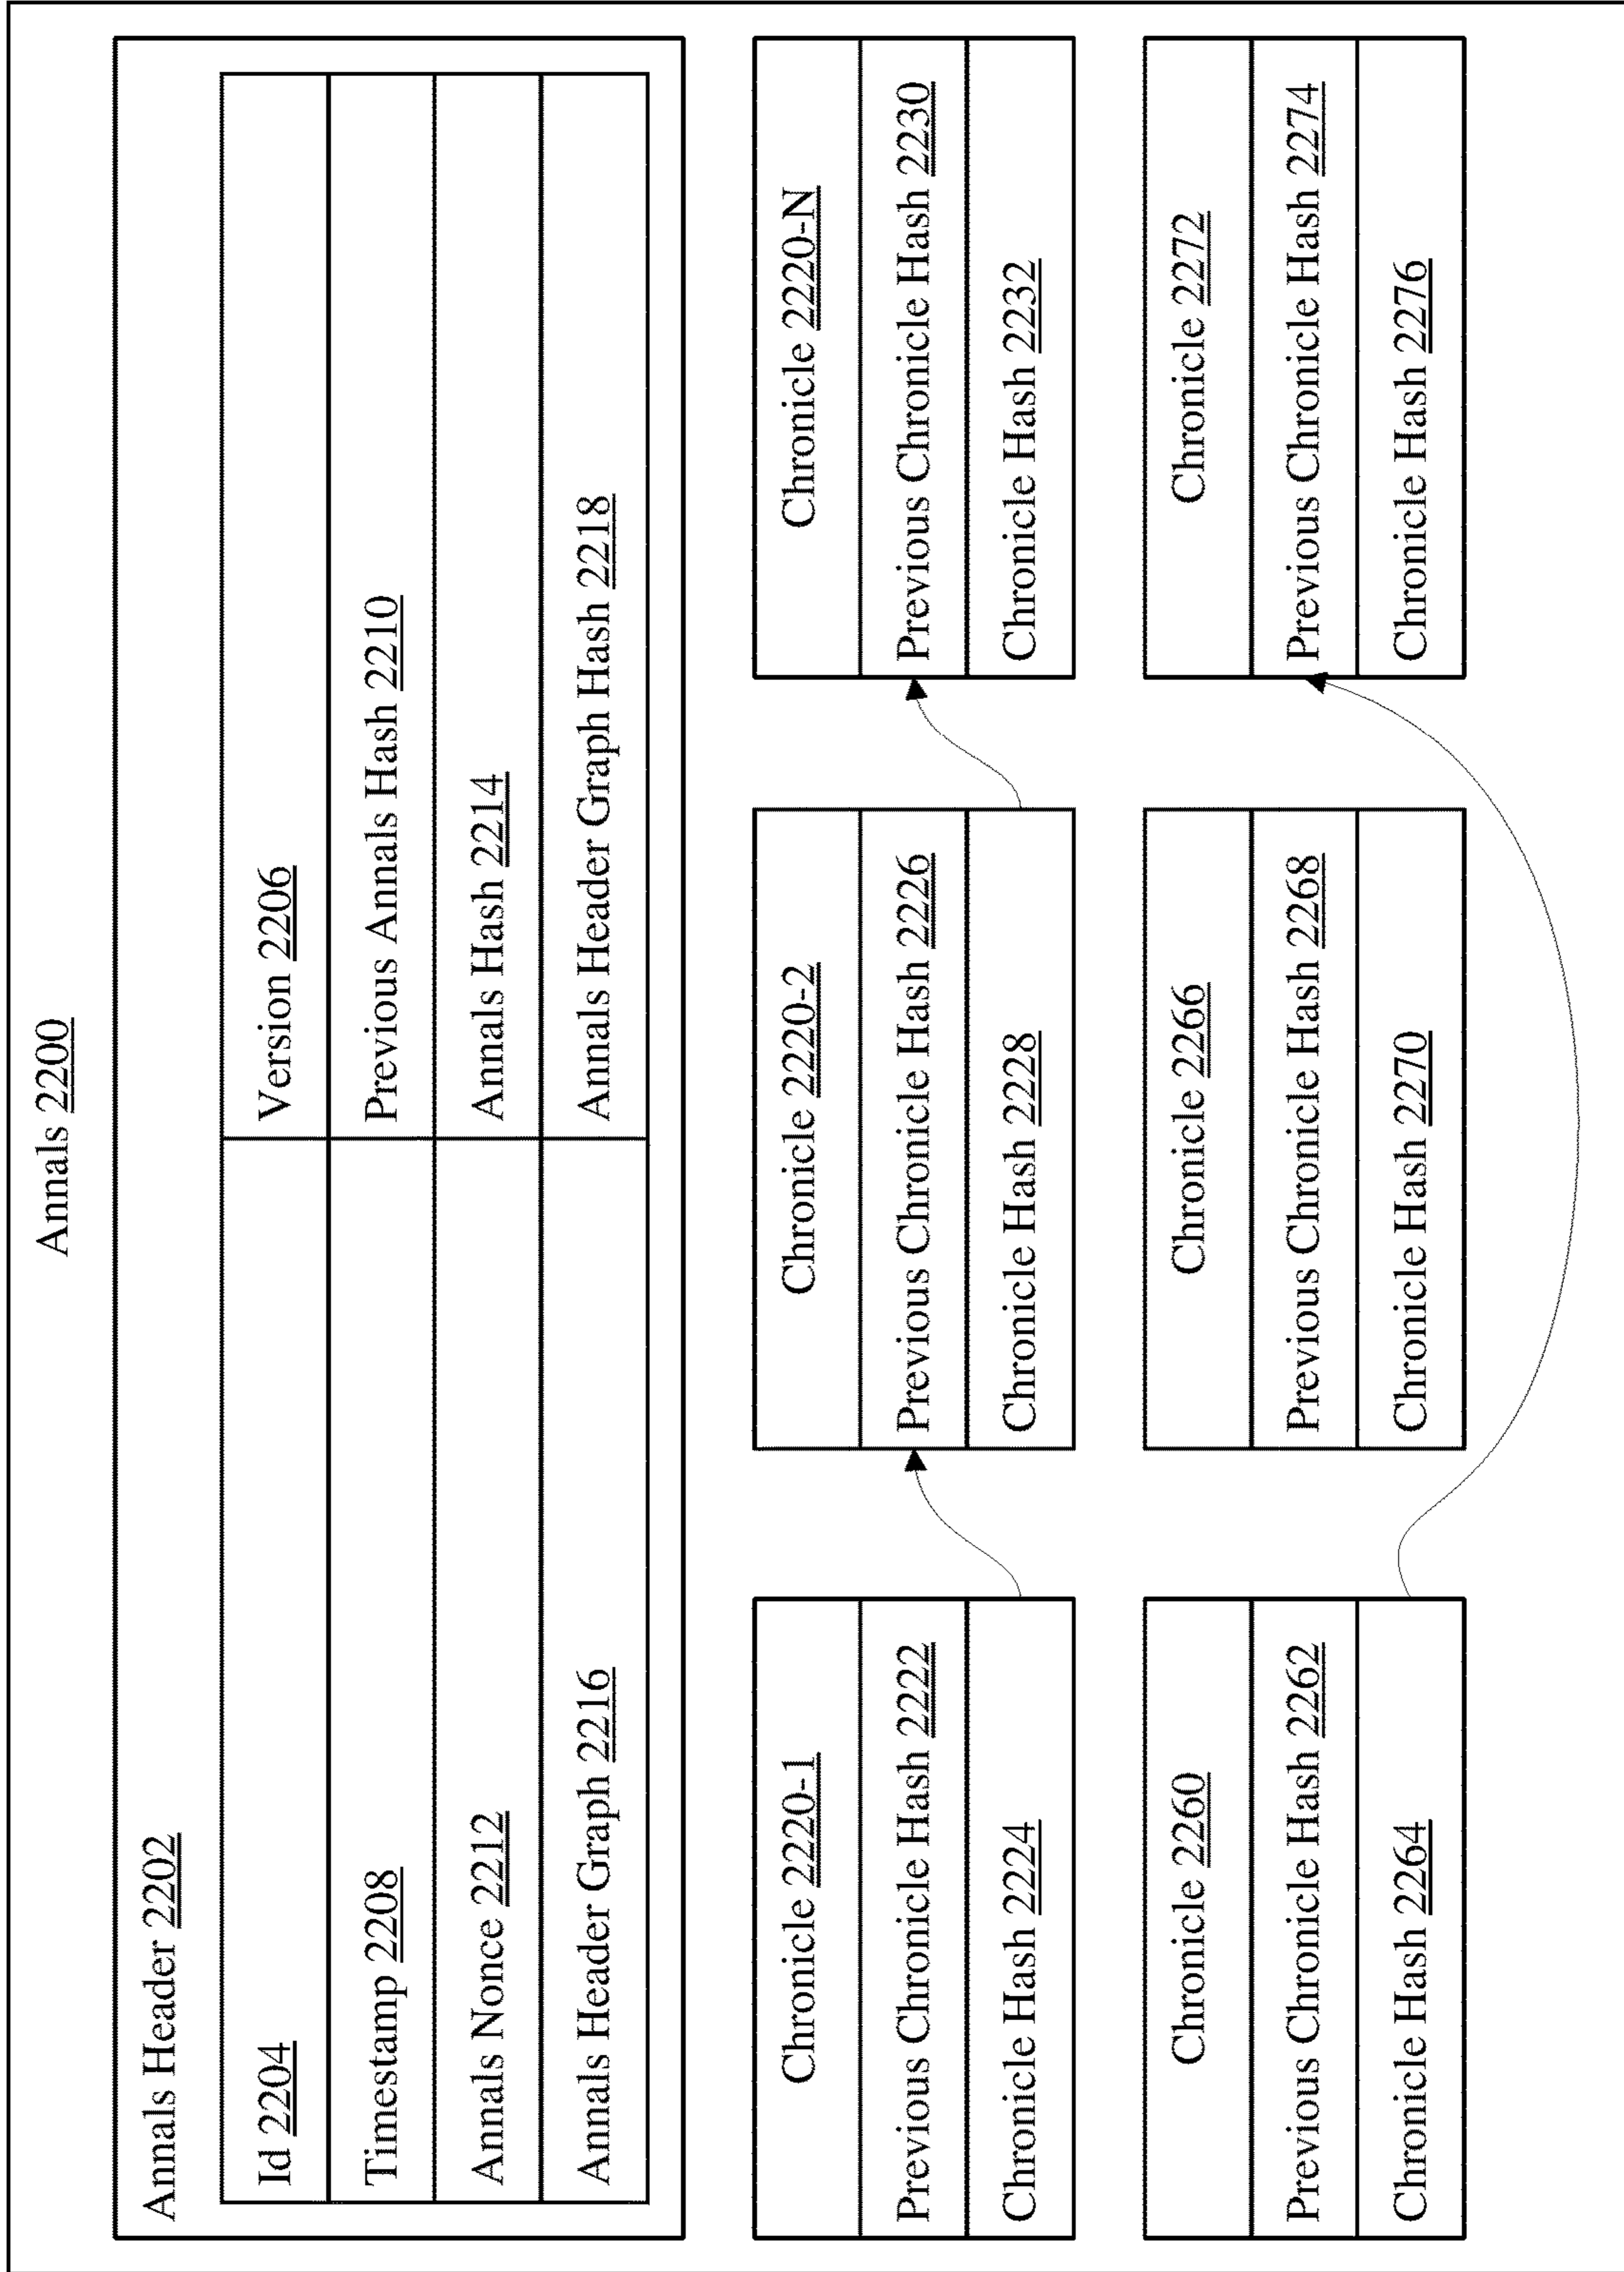 Annals 2200
Annals Header 2202
Id 2204
Version 2206
Timestamp 2208
Previous Annals Hash 2210
Annals Nonce 2212
Annals Hash 2214
Annals Header Graph 2216
Annals Header Graph Hash 2218
Chronicle 2220-1
Previous Chronicle Hash 2222
Chronicle Hash 2224
Chronicle 2220-2
Previous Chronicle Hash 2226
Chronicle Hash 2228
Chronicle 2220-N
Previous Chronicle Hash 2230
Chronicle Hash 2232
Chronicle 2260
Previous Chronicle Hash 2262
Chronicle Hash 2264
Chronicle 2266
Previous Chronicle Hash 2268
Chronicle Hash 2270
Chronicle 2272
Previous Chronicle Hash 2274
Chronicle Hash 2276